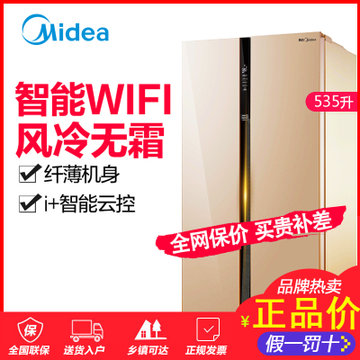 Midea
智能WIFI
风冷无霜
纤薄机身
i+智能云控
535升
全网保价 买贵补差
品牌热卖
¥正品价
假一罚十
保
全国联保
送货入户
乡镇可达
正规发票